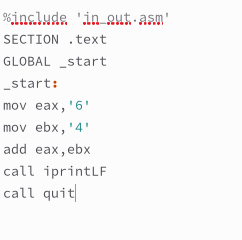 %include 'in_out.asm'
SECTION .text
GLOBAL _start
_start:
mov eax,'6'
mov ebx,'4'
add eax,ebx
call iprintLF
call quit